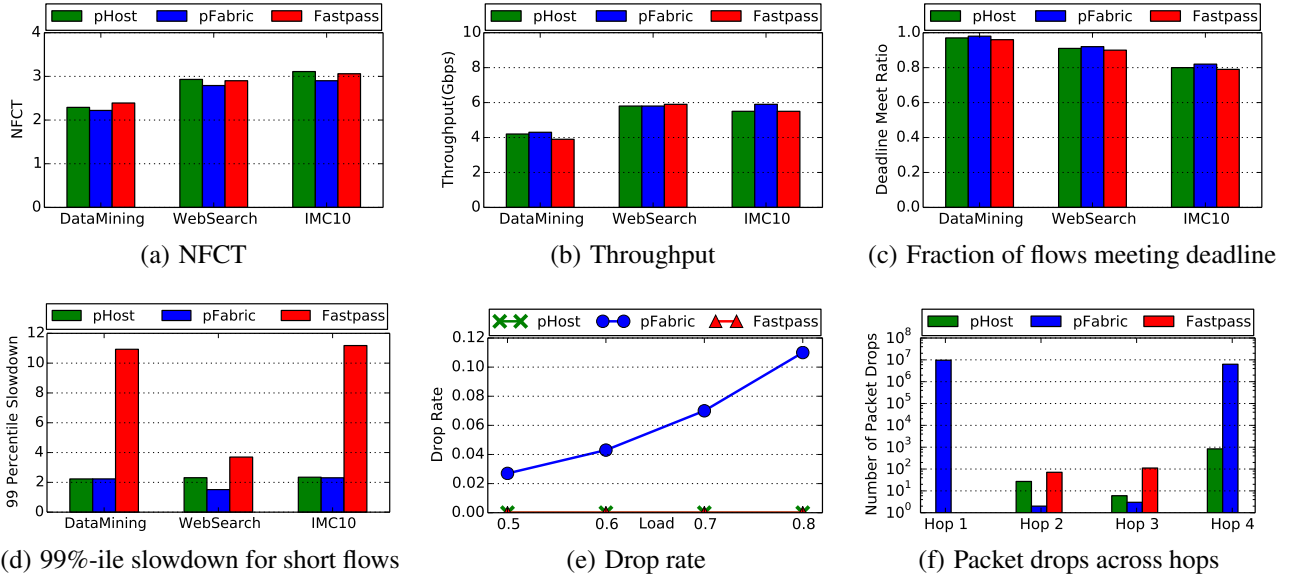 pHost pFabric Fastpass
4
3
2
1
0
NFCT
DataMining WebSearch IMC10
(a) NFCT
pHost pFabric Fastpass
10
8
6
4
2
0
Throughput(Gbps)
DataMining WebSearch IMC10
(b) Throughput
pHost pFabric Fastpass
1.0
0.8
0.6
0.4
0.2
0.0
Deadline Meet Ratio
DataMining WebSearch IMC10
(c) Fraction of flows meeting deadline
pHost pFabric Fastpass
12
10
8
6
4
2
0
99 Percentile Slowdown
DataMining WebSearch IMC10
(d) 99%-ile slowdown for short flows
pHost pFabric Fastpass
0.12
0.10
0.08
0.06
0.04
0.02
0.00
Drop Rate
0.5 0.6 Load 0.7 0.8
(e) Drop rate
pHost pFabric Fastpass
10^8
10^7
10^6
10^5
10^4
10^3
10^2
10^1
10^0
Number of Packet Drops
Hop 1 Hop 2 Hop 3 Hop 4
(f) Packet drops across hops